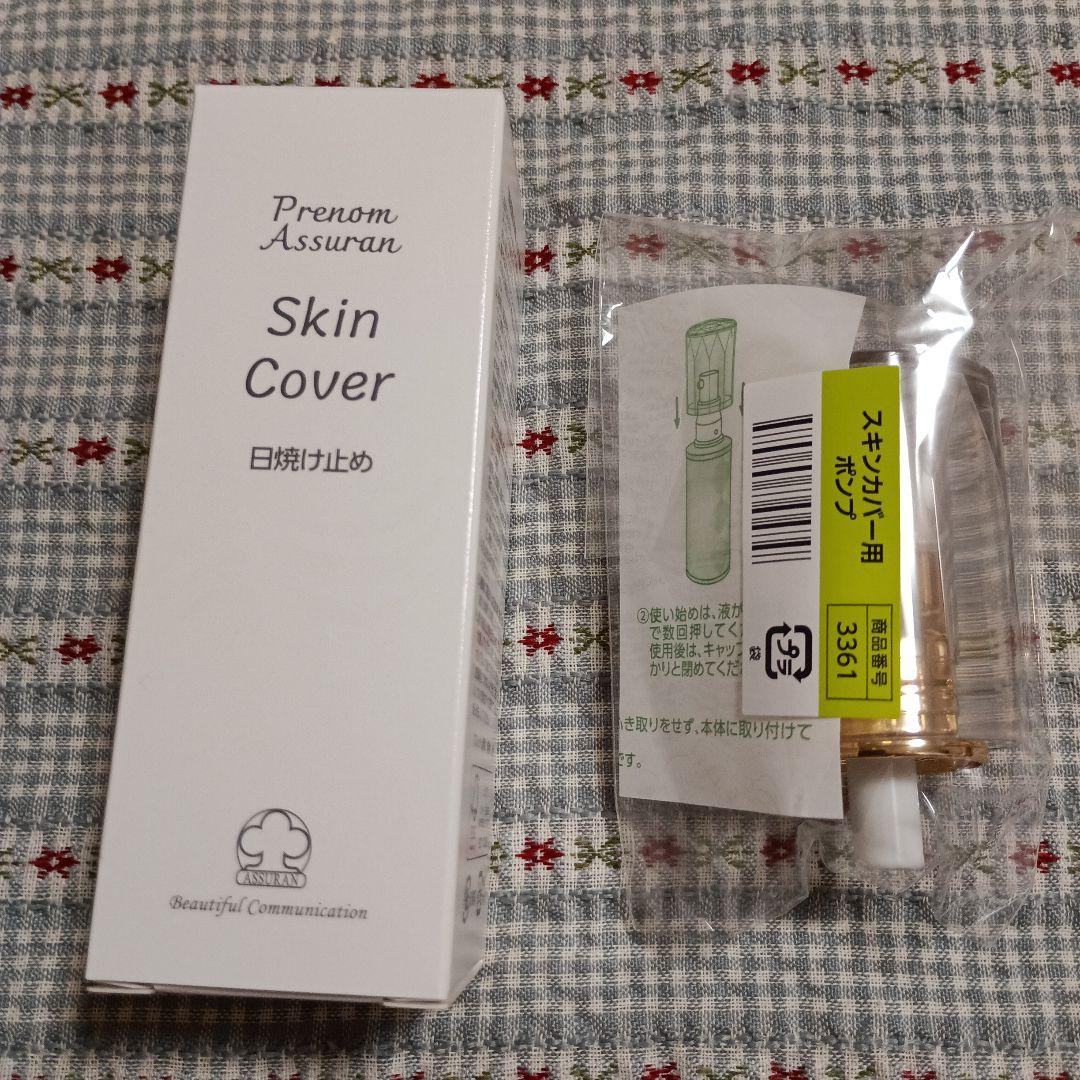 Prenom
Assuran
Skin
Cover
日焼け止め
ASSURAN
Beautiful Communication
スキンカバー用
ポンプ
商品番号
3361
プラ
袋
②使い始めは、液が
で数回押してく
使用後は、キャッ
かりと閉めてくだ
き取りをせず、本体に取り付けて
です。